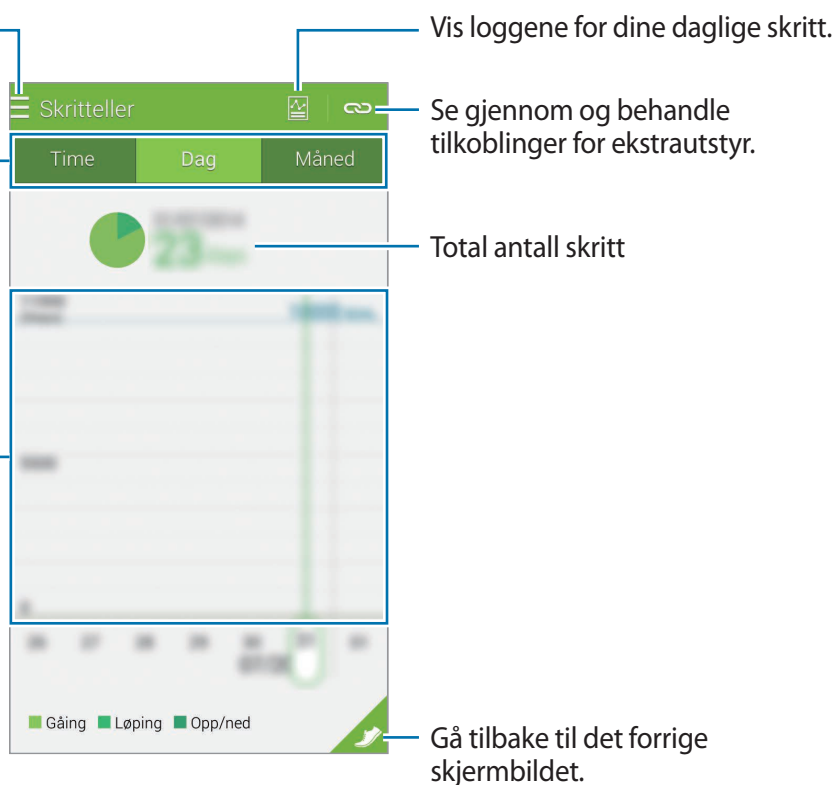 Vis loggene for dine daglige skritt.
Skritteller
Se gjennom og behandle
tilkoblinger for ekstrautstyr.
Time Dag Måned
23
Total antall skritt
Gåing Løping Opp/ned
Gå tilbake til det forrige
skjermbildet.